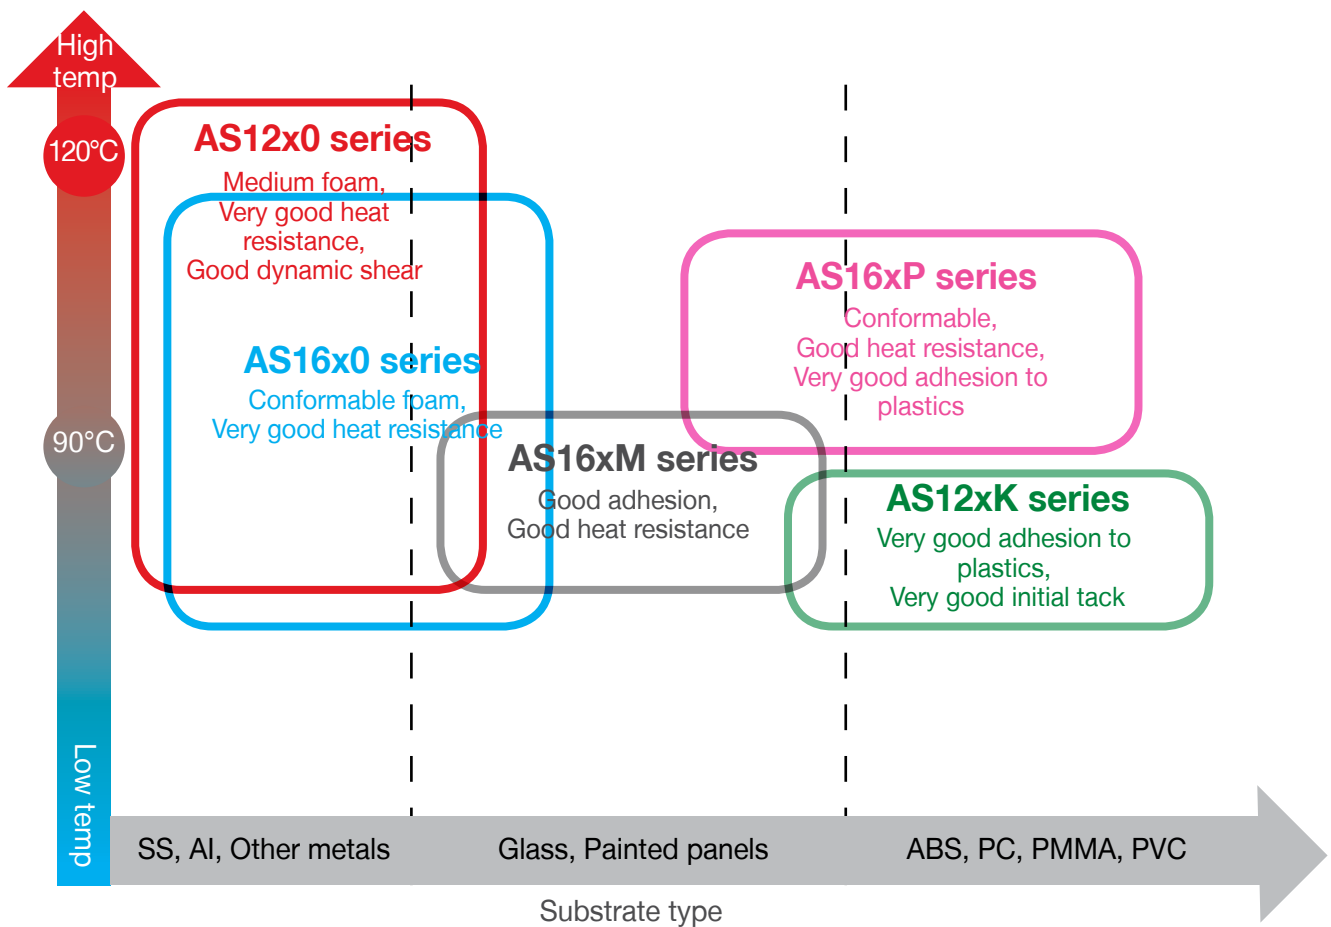 High
temp
120°C
90°C
Low temp
AS12x0 series
Medium foam,
Very good heat
resistance,
Good dynamic shear
AS16x0 series
Conformable foam,
Very good heat resistance
AS16xM series
Good adhesion,
Good heat resistance
AS16xP series
Conformable,
Good heat resistance,
Very good adhesion to
plastics
AS12xK series
Very good adhesion to
plastics,
Very good initial tack
SS, Al, Other metals
Glass, Painted panels
ABS, PC, PMMA, PVC
Substrate type